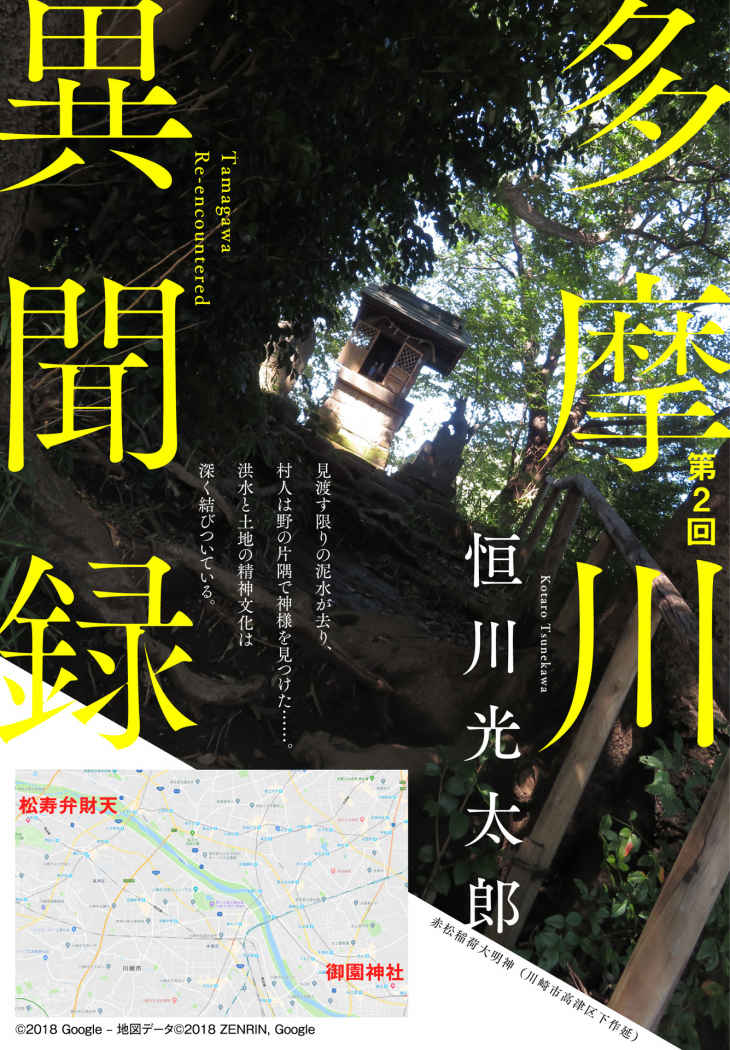 多摩川
異聞録
Tamagawa
Re-encountered
第2回
恒川光太郎
Kotaro Tsunekawa
見渡す限りの泥水が去り、
村人は野の片隅で神様を見つけた……。
洪水と土地の精神文化は
深く結びついている。
松寿弁財天
御園神社
川崎市
赤松稲荷大明神（川崎市高津区下作延）
©2018 Google – 地図データ©2018 ZENRIN, Google